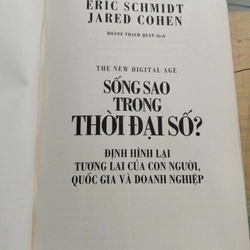 ERIC SCHMIDT
JARED COHEN
HOÀNG THẠCH QUÂN dịch
THE NEW DIGITAL AGE
SỐNG SAO
TRONG
THỜI ĐẠI SỐ?
ĐỊNH HÌNH LẠI
TƯƠNG LAI CỦA CON NGƯỜI,
QUỐC GIA VÀ DOANH NGHIỆP